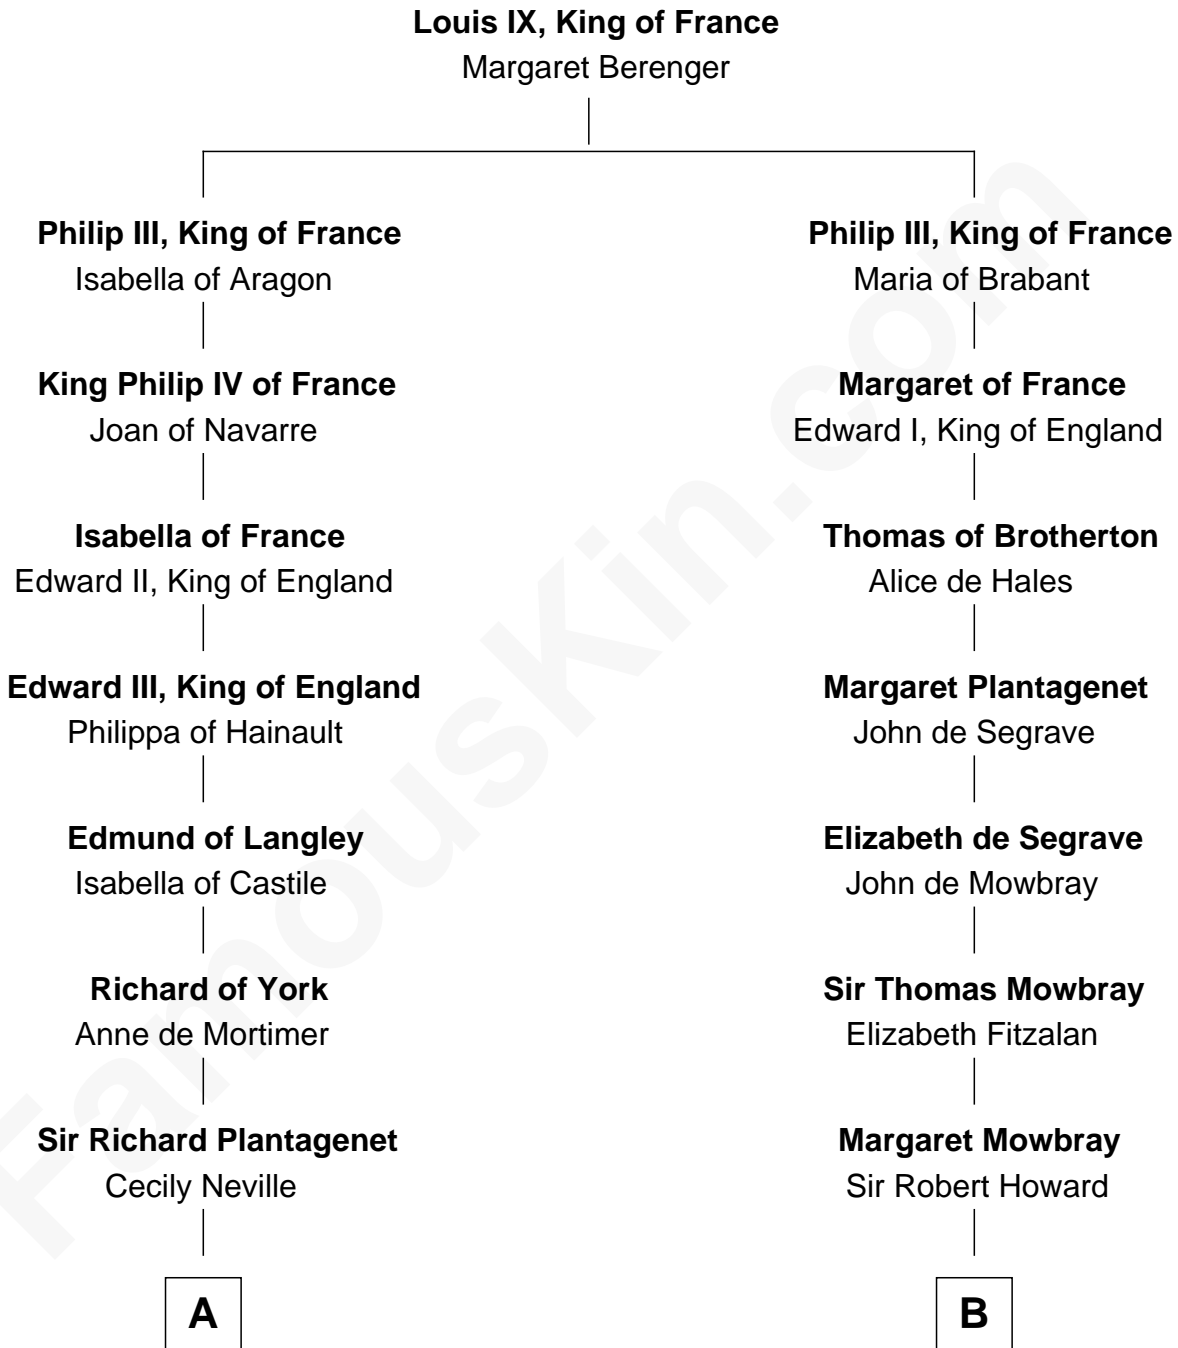 Louis IX, King of France
Margaret Berenger
Philip III, King of France
Isabella of Aragon
King Philip IV of France
Joan of Navarre
Isabella of France
Edward II, King of England
Edward III, King of England
Philippa of Hainault
Edmund of Langley
Isabella of Castile
Richard of York
Anne de Mortimer
Sir Richard Plantagenet
Cecily Neville
A
Philip III, King of France
Maria of Brabant
Margaret of France
Edward I, King of England
Thomas of Brotherton
Alice de Hales
Margaret Plantagenet
John de Segrave
Elizabeth de Segrave
John de Mowbray
Sir Thomas Mowbray
Elizabeth Fitzalan
Margaret Mowbray
Sir Robert Howard
B
FamousKin.com